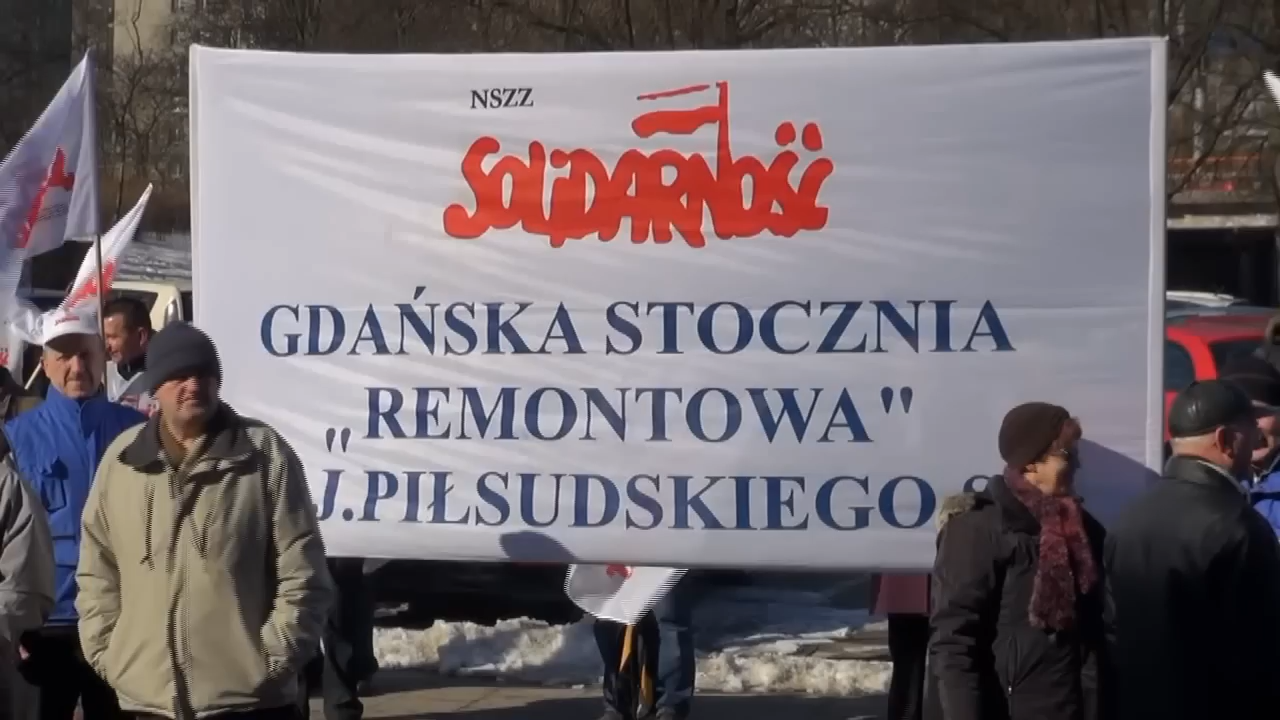 NSZZ
SOLIDARNOŚĆ
GDAŃSKA STOCZNIA
„REMONTOWA"
J.PIŁSUDSKIEGO